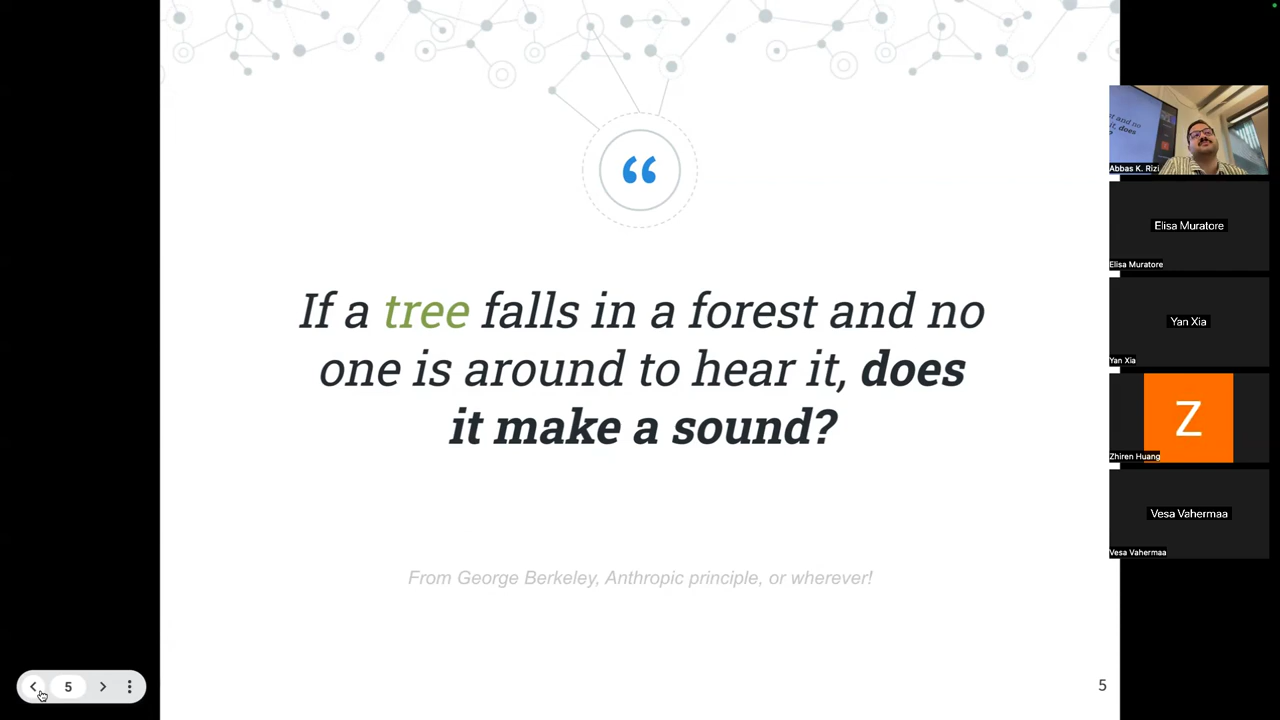 “
If a tree falls in a forest and no
one is around to hear it, does
it make a sound?
From George Berkeley, Anthropic principle, or wherever!
5
5
Abbas K. Rizi
Elisa Muratore
Elisa Muratore
Yan Xia
Yan Xia
Z
Zhiren Huang
Vesa Vahermaa
Vesa Vahermaa